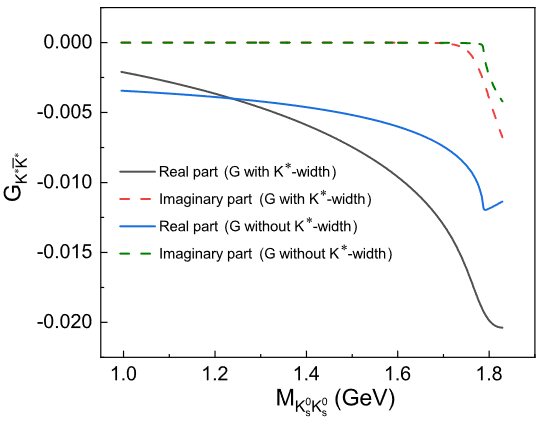 0.000
-0.005
-0.010
-0.015
-0.020
G_{K^*\bar{K}^*}
Real part (G with K*-width)
Imaginary part (G with K*-width)
Real part (G without K*-width)
Imaginary part (G without K*-width)
1.0 1.2 1.4 1.6 1.8
M_{K_s^0K_s^0} (GeV)